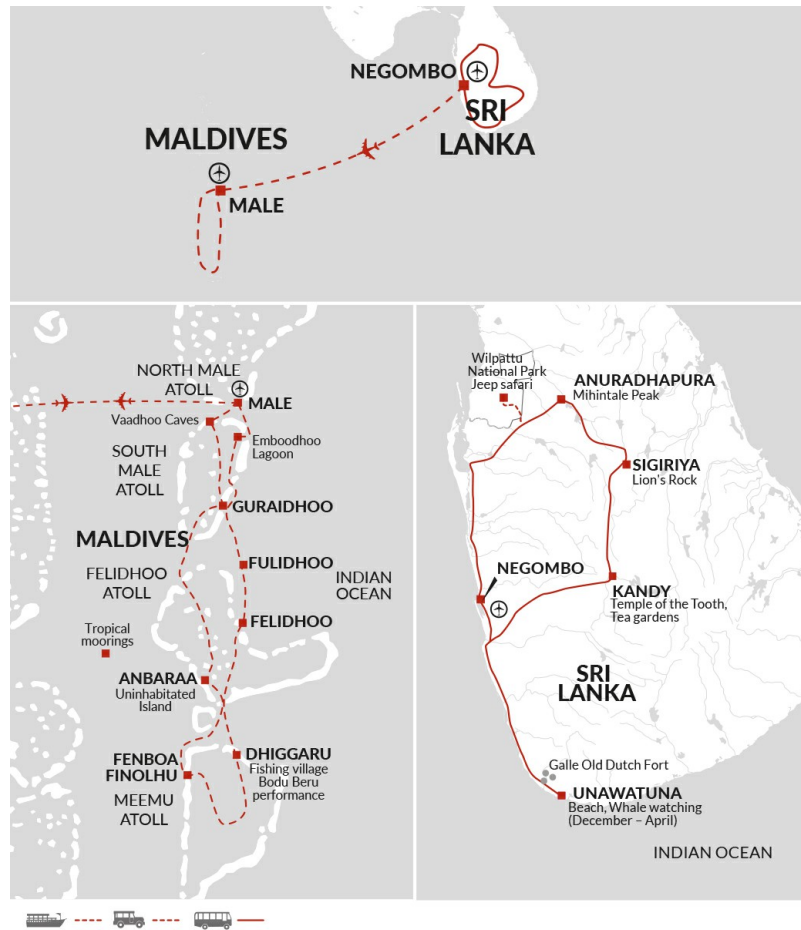 NEGOMBO
SRI
LANKA
MALDIVES
MALE
NORTH MALE
ATOLL
MALE
Vaadhoo Caves
Emboodhoo
Lagoon
SOUTH
MALE
ATOLL
GURAIDHOO
MALDIVES
FULIDHOO
FELIDHOO
ATOLL
INDIAN
OCEAN
FELIDHOO
Tropical
moorings
ANBARAA
Uninhabitated
Island
FENBOA
FINOLHU
DHIGGARU
Fishing village
Bodu Beru
performance
MEEMU
ATOLL
Wilpattu
National Park
Jeep safari
ANURADHAPURA
Mihintale Peak
SIGIRIYA
Lion's Rock
NEGOMBO
KANDY
Temple of the Tooth,
Tea gardens
SRI
LANKA
Galle Old Dutch Fort
UNAWATUNA
Beach, Whale watching
(December – April)
INDIAN OCEAN